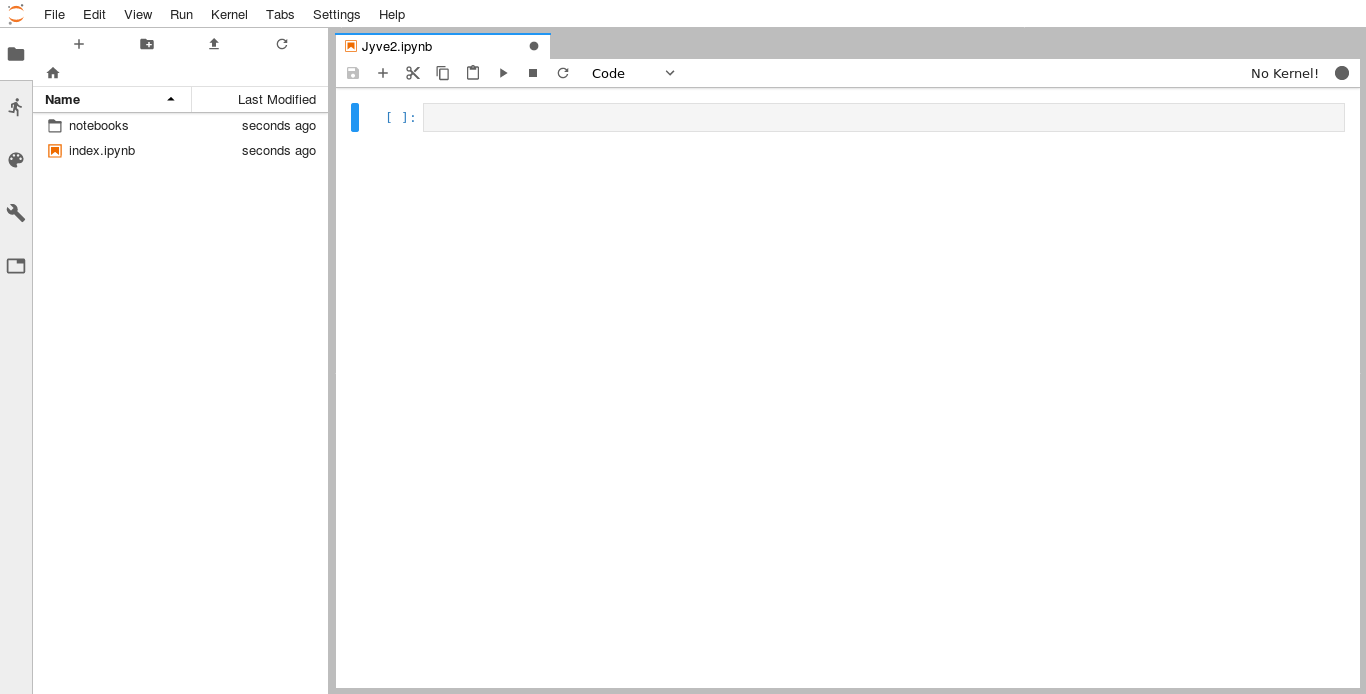 File Edit View Run Kernel Tabs Settings Help
Jyve2.ipynb
Code
No Kernel!
Name Last Modified
notebooks seconds ago
index.ipynb seconds ago
[ ]: